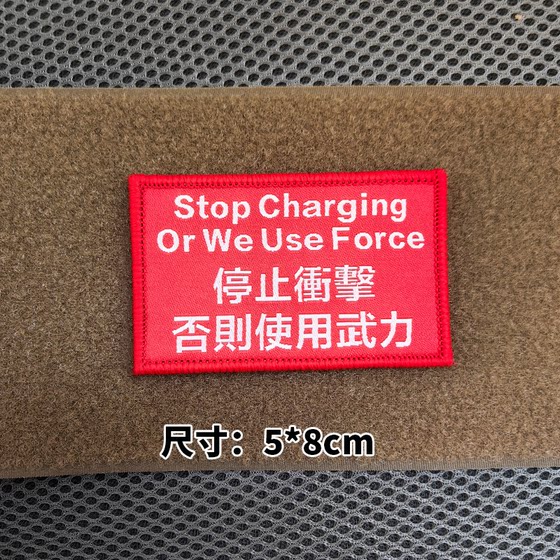 Stop Charging
Or We Use Force
停止衝擊
否則使用武力
尺寸：5*8cm